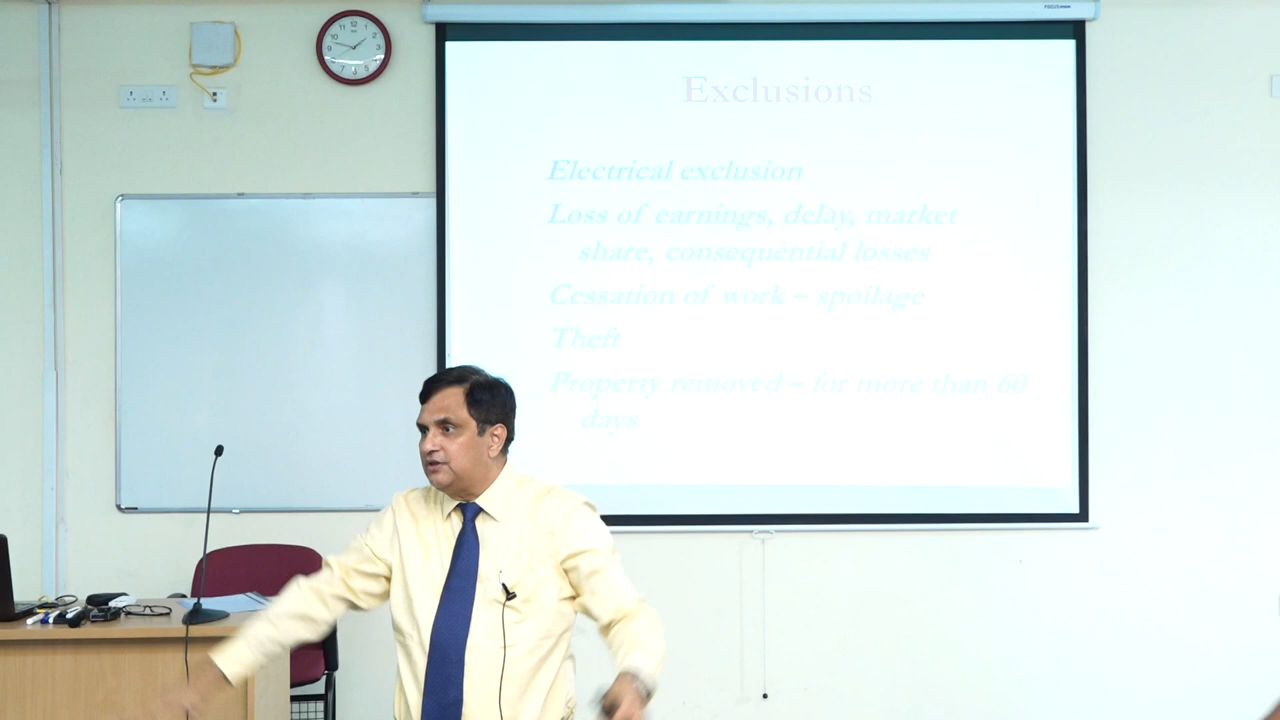 Exclusions
Electrical exclusion
Loss of earnings, delay, market
share, consequential losses
Cessation of work – spoilage
Theft
Property removed – for more than 60
days